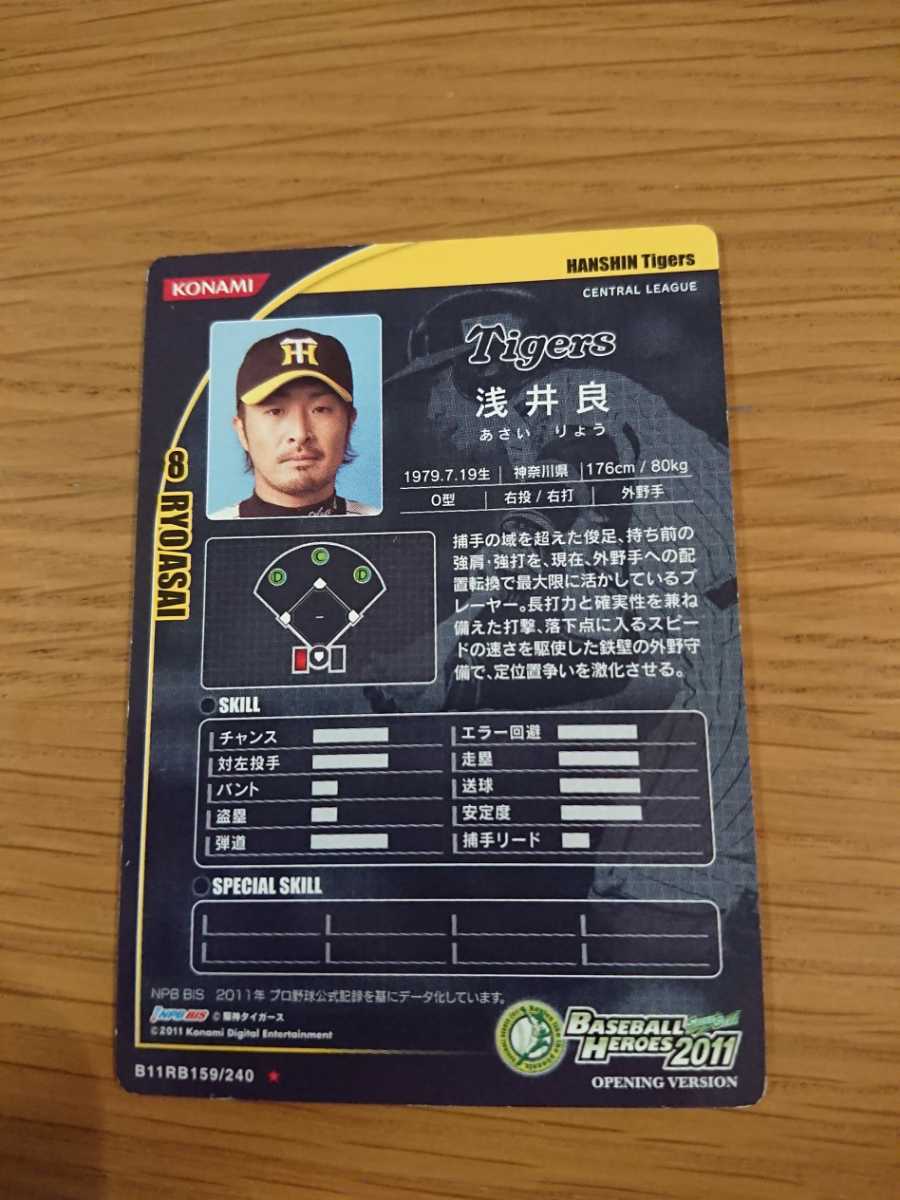 KONAMI
HANSHIN Tigers
CENTRAL LEAGUE
Tigers
浅井良
あさい りょう
1979.7.19生 神奈川県 176cm / 80kg
O型 右投 / 右打 外野手
8 RYO ASAI
D C D
捕手の域を超えた俊足、持ち前の
強肩・強打を、現在、外野手への配
置転換で最大限に活かしているプ
レーヤー。長打力と確実性を兼ね
備えた打撃、落下点に入るスピー
ドの速さを駆使した鉄壁の外野守
備で、定位置争いを激化させる。
SKILL
チャンス エラー回避
対左投手 走塁
バント 送球
盗塁 安定度
弾道 捕手リード
SPECIAL SKILL
NPB BIS 2011年 プロ野球公式記録を基にデータ化しています。
NPB BIS © 阪神タイガース
©2011 Konami Digital Entertainment
BASEBALL
HEROES 2011
OPENING VERSION
B11RB159/240 ★